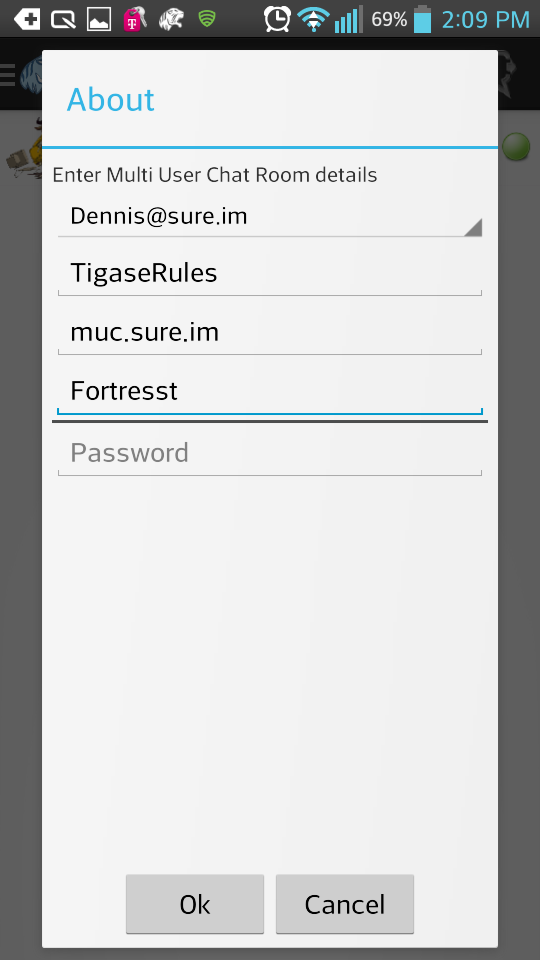 69%
2:09 PM
About
Enter Multi User Chat Room details
Dennis@sure.im
TigaseRules
muc.sure.im
Fortresst
Password
Ok
Cancel